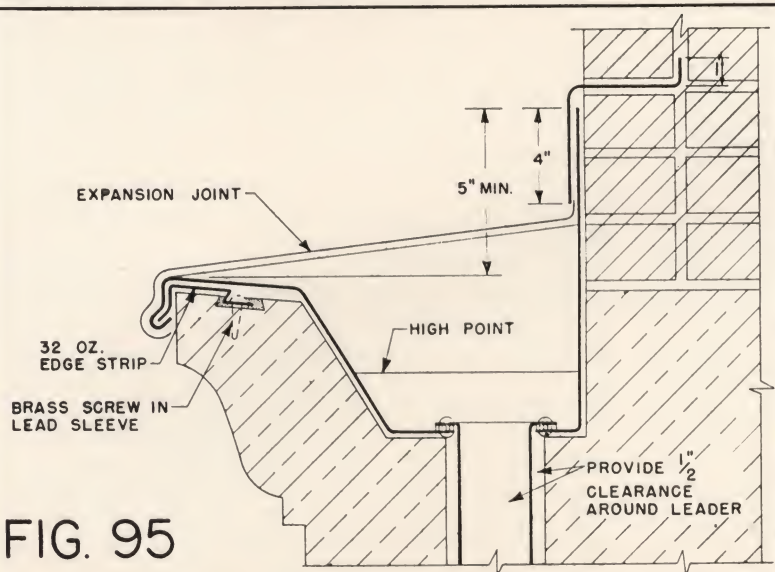 1"
4"
5" MIN.
EXPANSION JOINT
HIGH POINT
32 OZ.
EDGE STRIP
BRASS SCREW IN
LEAD SLEEVE
PROVIDE 1/2"
CLEARANCE
AROUND LEADER
FIG. 95